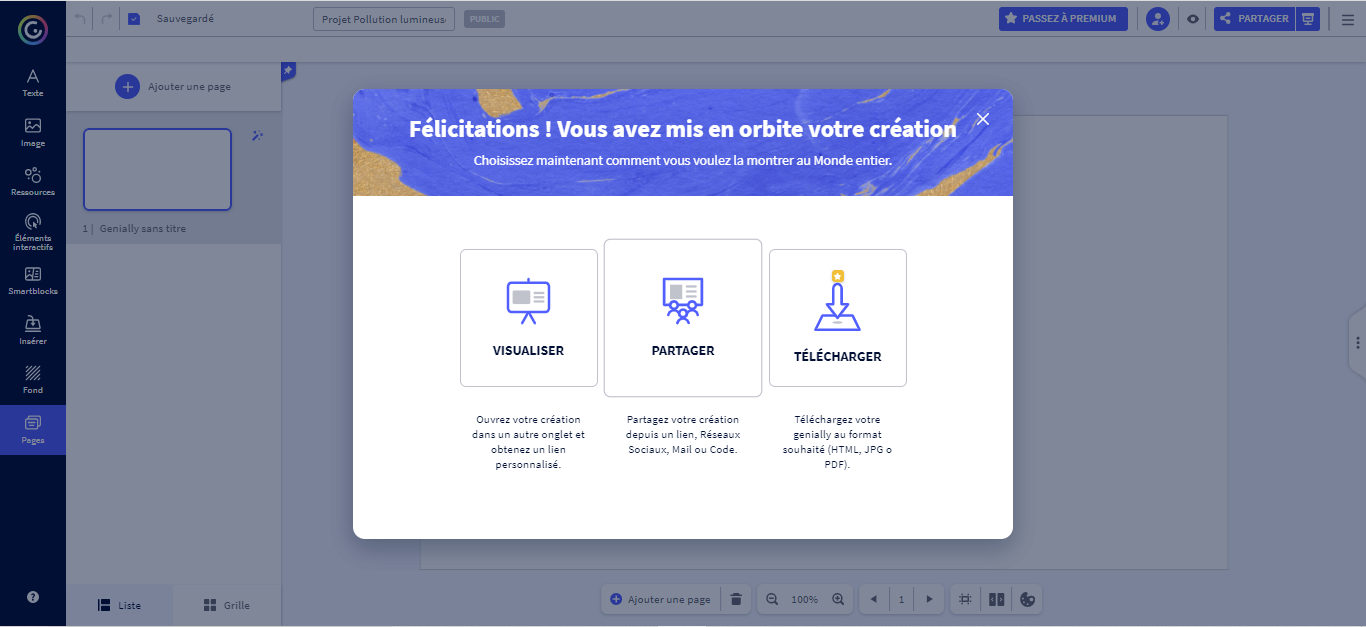 Sauvegardé
Projet Pollution lumineus
PUBLIC
PASSEZ À PREMIUM
PARTAGER
Texte
Image
Ressources
Éléments
interactifs
Smartblocks
Insérer
Fond
Pages
Ajouter une page
1 | Genially sans titre
Félicitations ! Vous avez mis en orbite votre création
Choisissez maintenant comment vous voulez la montrer au Monde entier.
VISUALISER
PARTAGER
TÉLÉCHARGER
Ouvrez votre création
dans un autre onglet et
obtenez un lien
personnalisé.
Partagez votre création
depuis un lien, Réseaux
Sociaux, Mail ou Code.
Téléchargez votre
genially au format
souhaité (HTML, JPG o
PDF).
Liste
Grille
Ajouter une page
100%
1